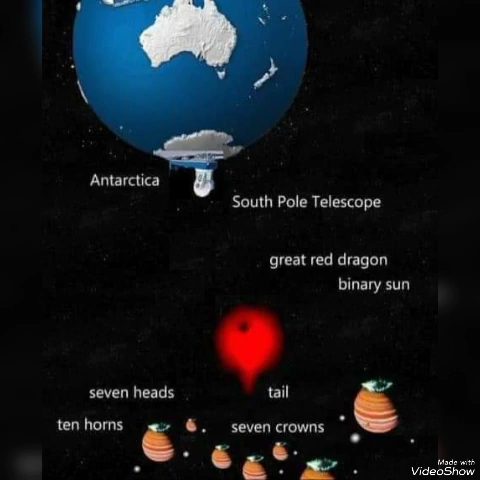 Antarctica
South Pole Telescope
great red dragon
binary sun
seven heads
tail
ten horns
seven crowns
Made with
VideoShow